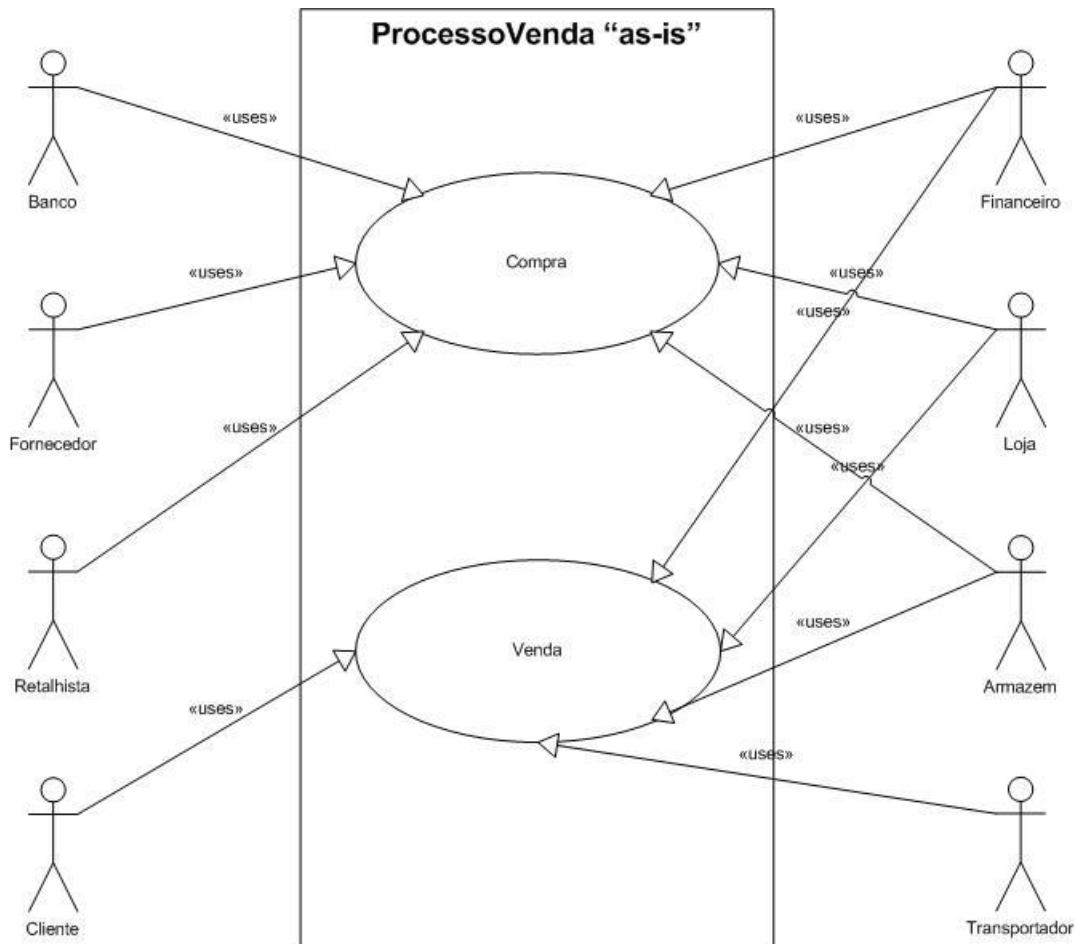 ProcessoVenda “as-is”
«uses»
«uses»
Banco
Financeiro
Compra
«uses»
«uses»
«uses»
Fornecedor
«uses»
«uses»
Loja
«uses»
Venda
«uses»
Retalhista
Armazem
«uses»
«uses»
Cliente
Transportador